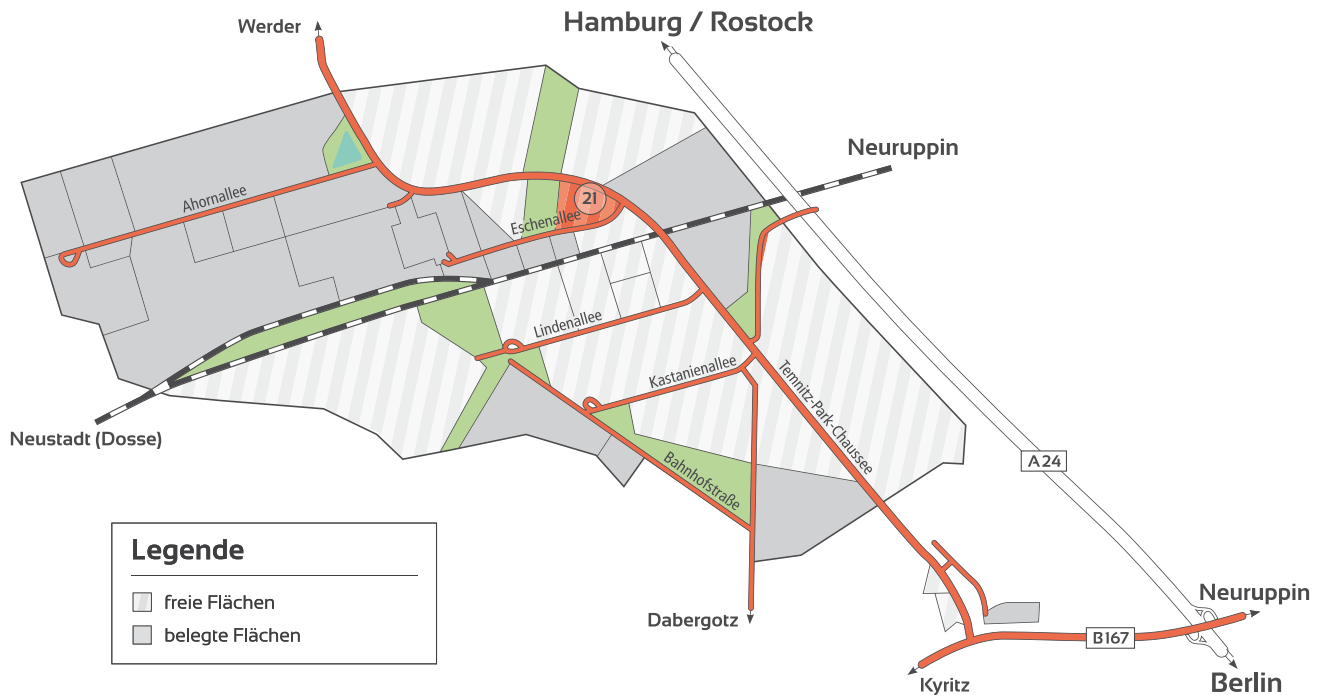 Hamburg / Rostock
Werder
Neuruppin
Ahornallee
21
Eschenallee
Lindenallee
Kastanienallee
Temnitz-Park-Chaussee
Neustadt (Dosse)
Bahnhofstraße
A24
Legende
freie Flächen
belegte Flächen
Dabergotz
Neuruppin
B167
Kyritz
Berlin